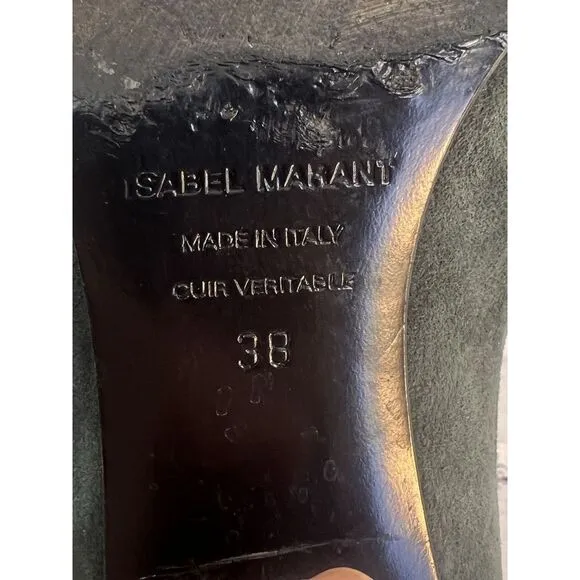 ISABEL MARANT
MADE IN ITALY
CUIR VERITABLE
38